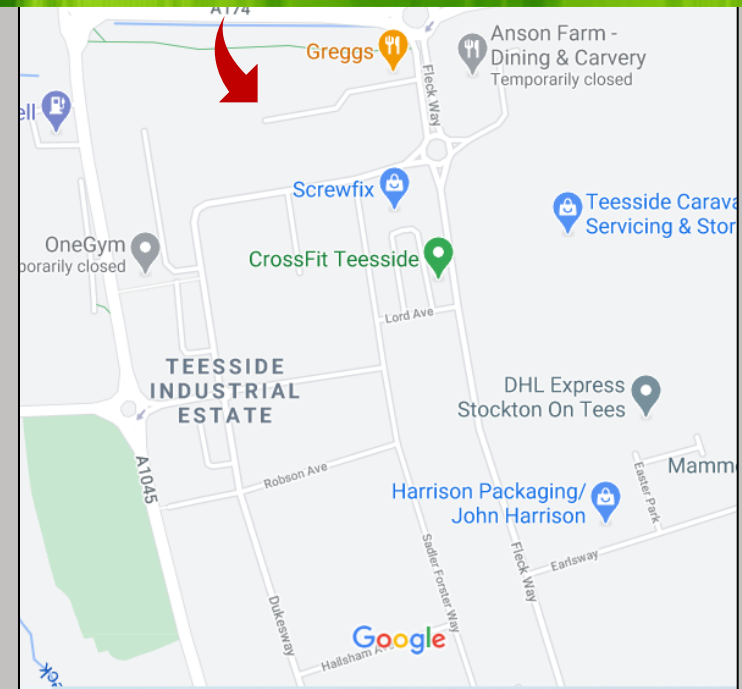 A174
Greggs
Anson Farm -
Dining & Carvery
Temporarily closed
ell
Fleck Way
Screwfix
Teesside Carava
Servicing & Stor
OneGym
porarily closed
CrossFit Teesside
Lord Ave
TEESSIDE
INDUSTRIAL
ESTATE
DHL Express
Stockton On Tees
A1045
Robson Ave
Mamm
Easter Park
Harrison Packaging/
John Harrison
Sadler Forster Way
Fleck Way
Earlsway
Dukesway
Google
Hallsham A